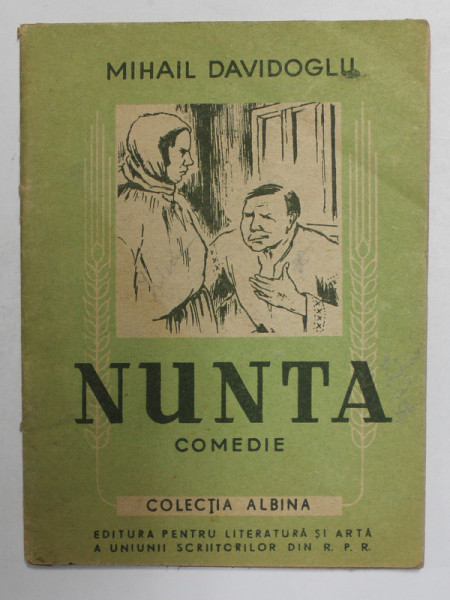 MIHAIL DAVIDOGLU
NUNTA
COMEDIE
COLECȚIA ALBINA
EDITURA PENTRU LITERATURĂ ȘI ARTĂ
A UNIUNII SCRIITORILOR DIN R. P. R.